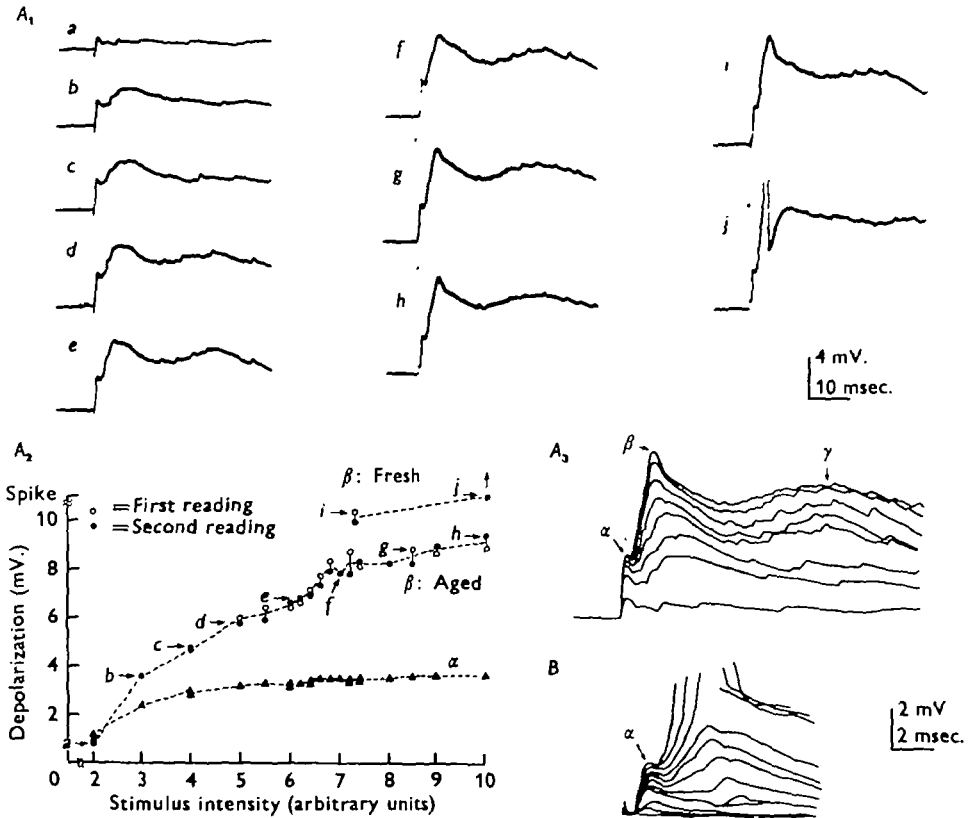 A₁
a
b
c
d
e
f
g
h
i
j
4 mV.
10 msec.
A₂
Spike
○ =First reading
● =Second reading
β: Fresh
i
j
h
g
β: Aged
f
e
d
c
b
a
α
10
8
6
4
2
Depolarization (mV.)
0 2 3 4 5 6 7 8 9 10
Stimulus intensity (arbitrary units)
A₃
β
γ
α
B
α
2 mV
2 msec.